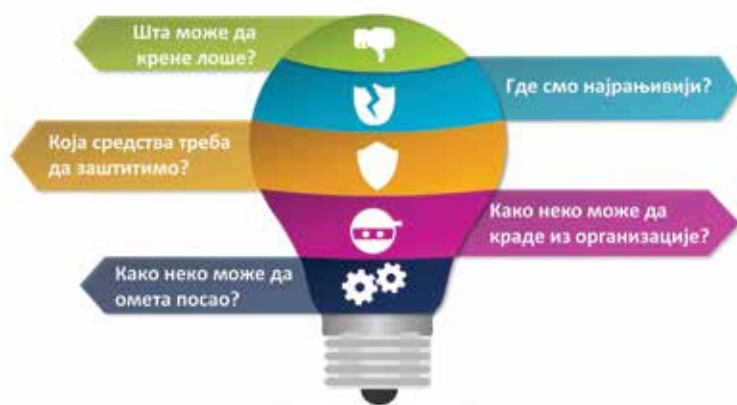 Шта може да
крене лоше?
Где смо најрањивији?
Која средства треба
да заштитимо?
Како неко може да
краде из организације?
Како неко може да
омета посао?